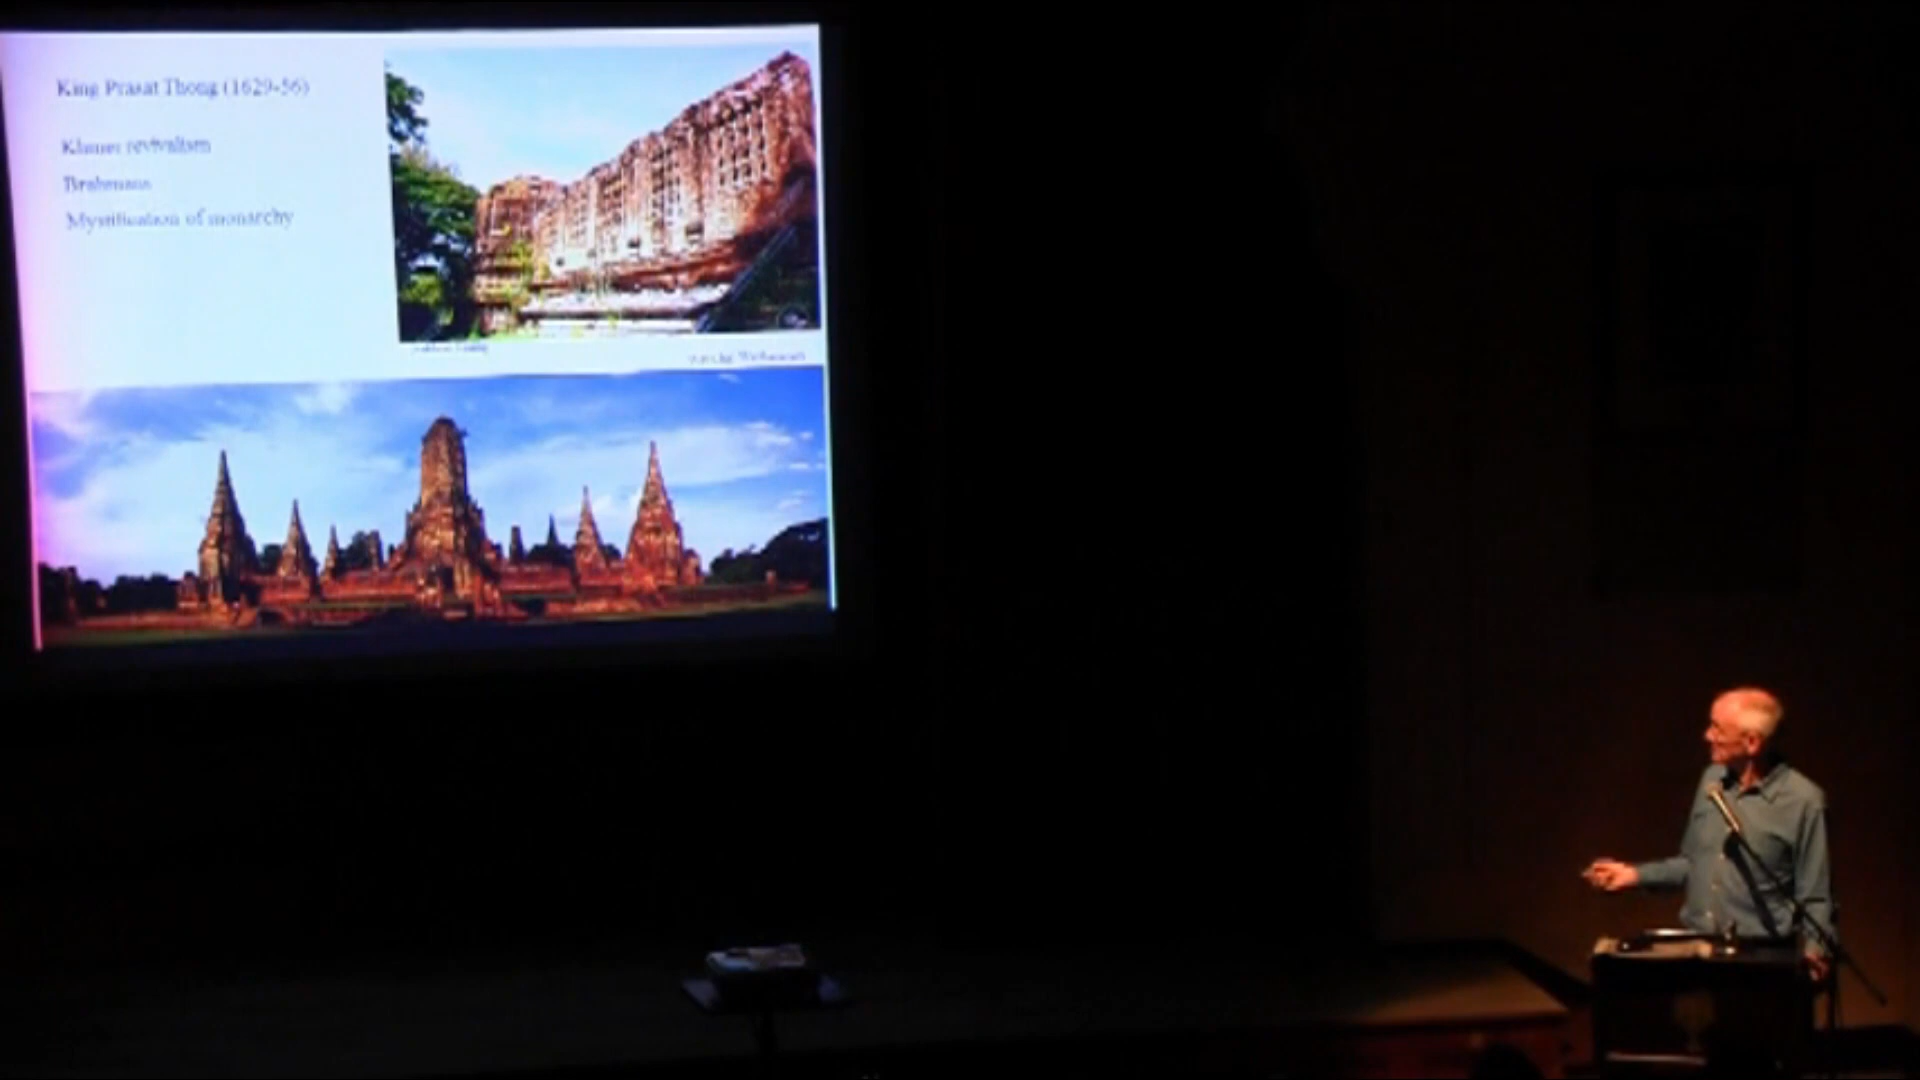 King Prasat Thong (1629-56)
Khmer revivalism
Brahmans
Mystification of monarchy